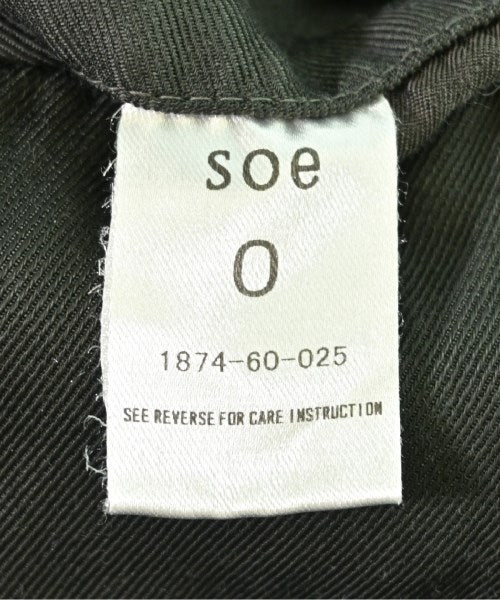 soe
0
1874-60-025
SEE REVERSE FOR CARE INSTRUCTION